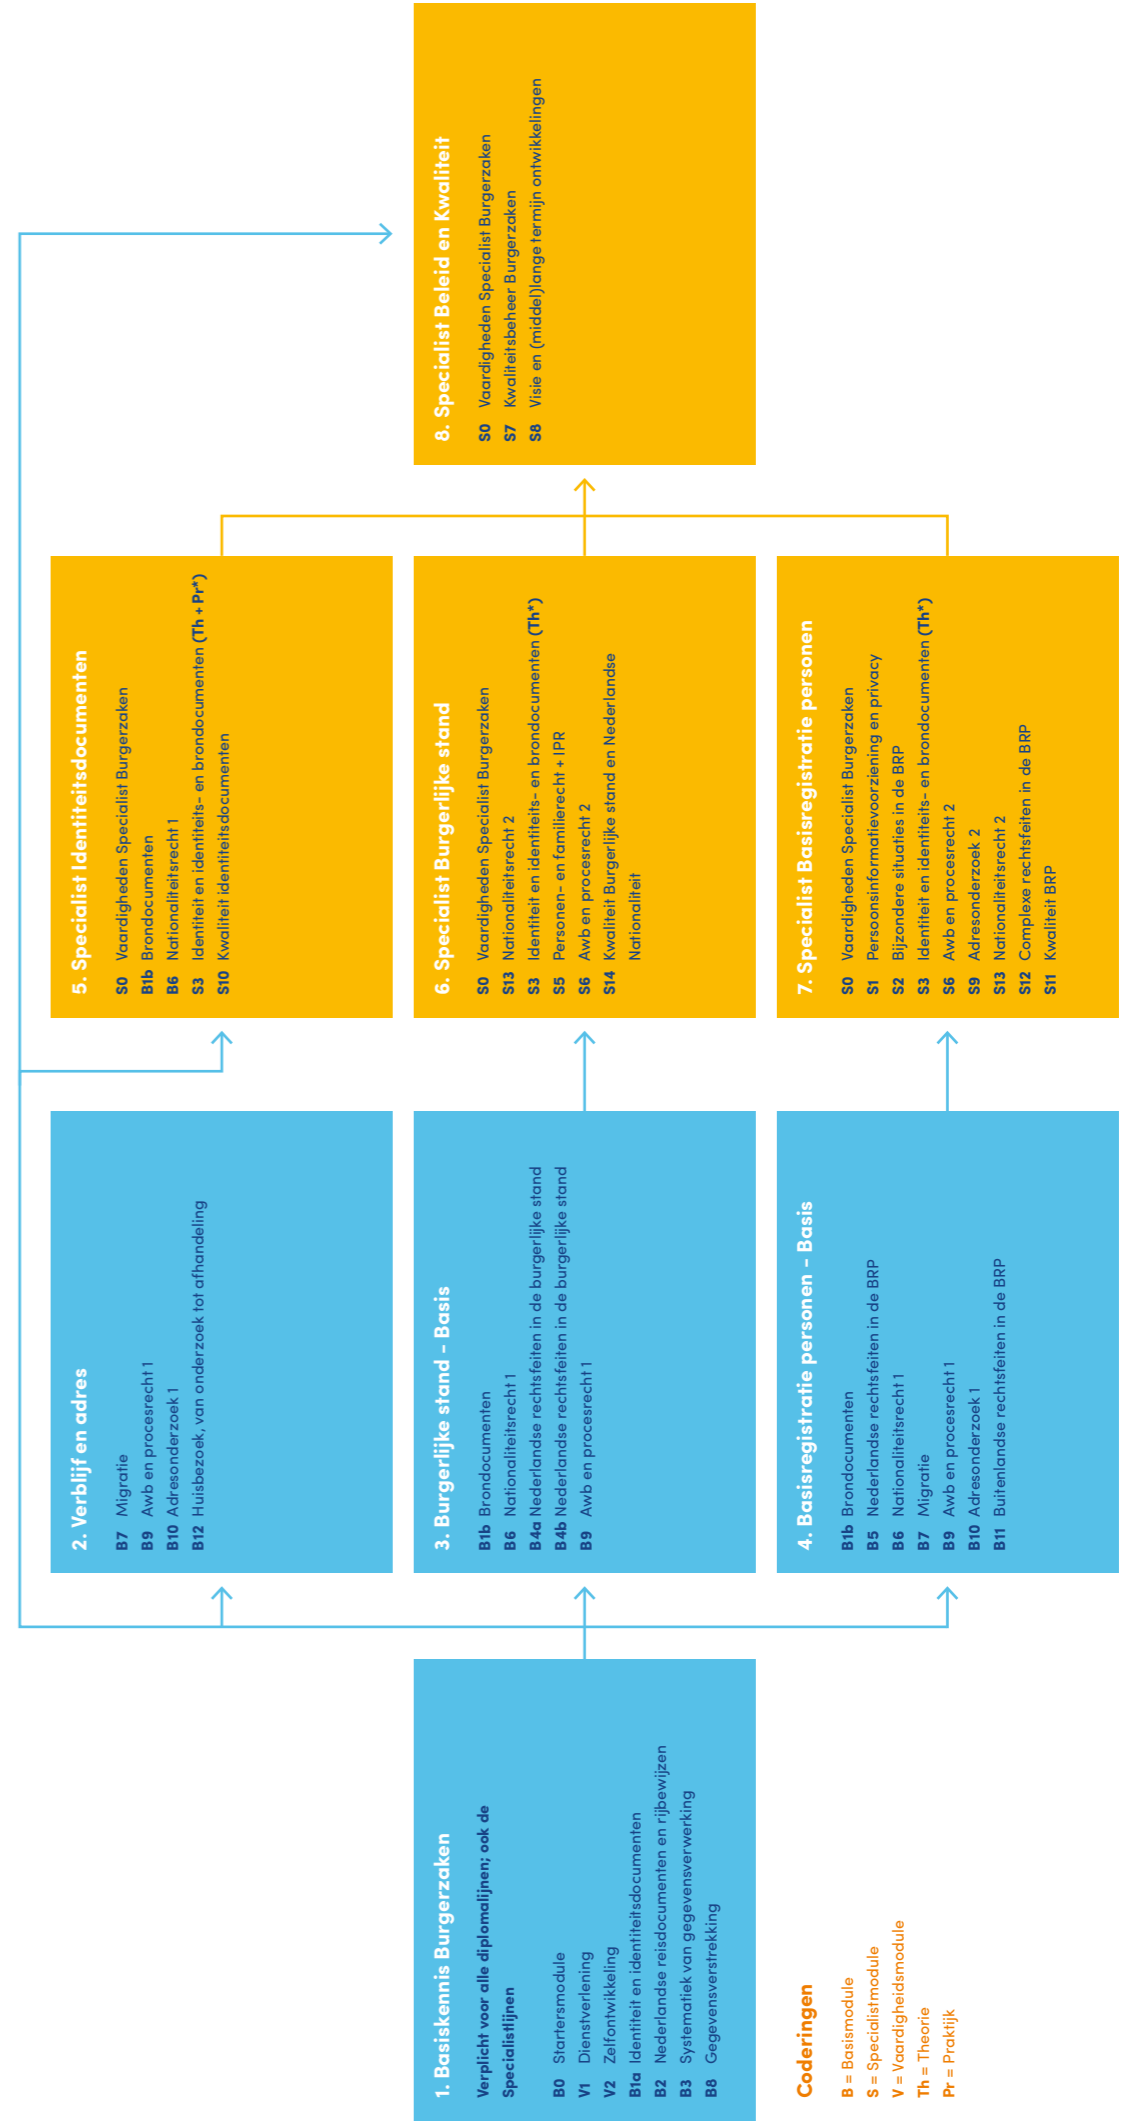 1. Basiskennis Burgerzaken
Verplicht voor alle diplomalijnen; ook de
Specialistlijnen
B0 Startersmodule
V1 Dienstverlening
V2 Zelfontwikkeling
B1a Identiteit en identiteitsdocumenten
B2 Nederlandse reisdocumenten en rijbewijzen
B3 Systematiek van gegevensverwerking
B8 Gegevensverstrekking
Coderingen
B = Basismodule
S = Specialistmodule
V = Vaardigheidsmodule
Th = Theorie
Pr = Praktijk
2. Verblijf en adres
B7 Migratie
B9 Awb en procesrecht 1
B10 Adresonderzoek 1
B12 Huisbezoek, van onderzoek tot afhandeling
3. Burgerlijke stand – Basis
B1b Brondocumenten
B6 Nationaliteitsrecht 1
B4a Nederlandse rechtsfeiten in de burgerlijke stand
B4b Nederlandse rechtsfeiten in de burgerlijke stand
B9 Awb en procesrecht 1
4. Basisregistratie personen – Basis
B1b Brondocumenten
B5 Nederlandse rechtsfeiten in de BRP
B6 Nationaliteitsrecht 1
B7 Migratie
B9 Awb en procesrecht 1
B10 Adresonderzoek 1
B11 Buitenlandse rechtsfeiten in de BRP
5. Specialist Identiteitsdocumenten
S0 Vaardigheden Specialist Burgerzaken
B1b Brondocumenten
B6 Nationaliteitsrecht 1
S3 Identiteit en identiteits- en brondocumenten (Th + Pr*)
S10 Kwaliteit identiteitsdocumenten
6. Specialist Burgerlijke stand
S0 Vaardigheden Specialist Burgerzaken
S13 Nationaliteitsrecht 2
S3 Identiteit en identiteits- en brondocumenten (Th*)
S5 Personen- en familierecht + IPR
S6 Awb en procesrecht 2
S14 Kwaliteit Burgerlijke stand en Nederlandse
Nationaliteit
7. Specialist Basisregistratie personen
S0 Vaardigheden Specialist Burgerzaken
S1 Persoonsinformatievoorziening en privacy
S2 Bijzondere situaties in de BRP
S3 Identiteit en identiteits- en brondocumenten (Th*)
S6 Awb en procesrecht 2
S9 Adresonderzoek 2
S13 Nationaliteitsrecht 2
S12 Complexe rechtsfeiten in de BRP
S11 Kwaliteit BRP
8. Specialist Beleid en Kwaliteit
S0 Vaardigheden Specialist Burgerzaken
S7 Kwaliteitsbeheer Burgerzaken
S8 Visie en (middel)lange termijn ontwikkelingen